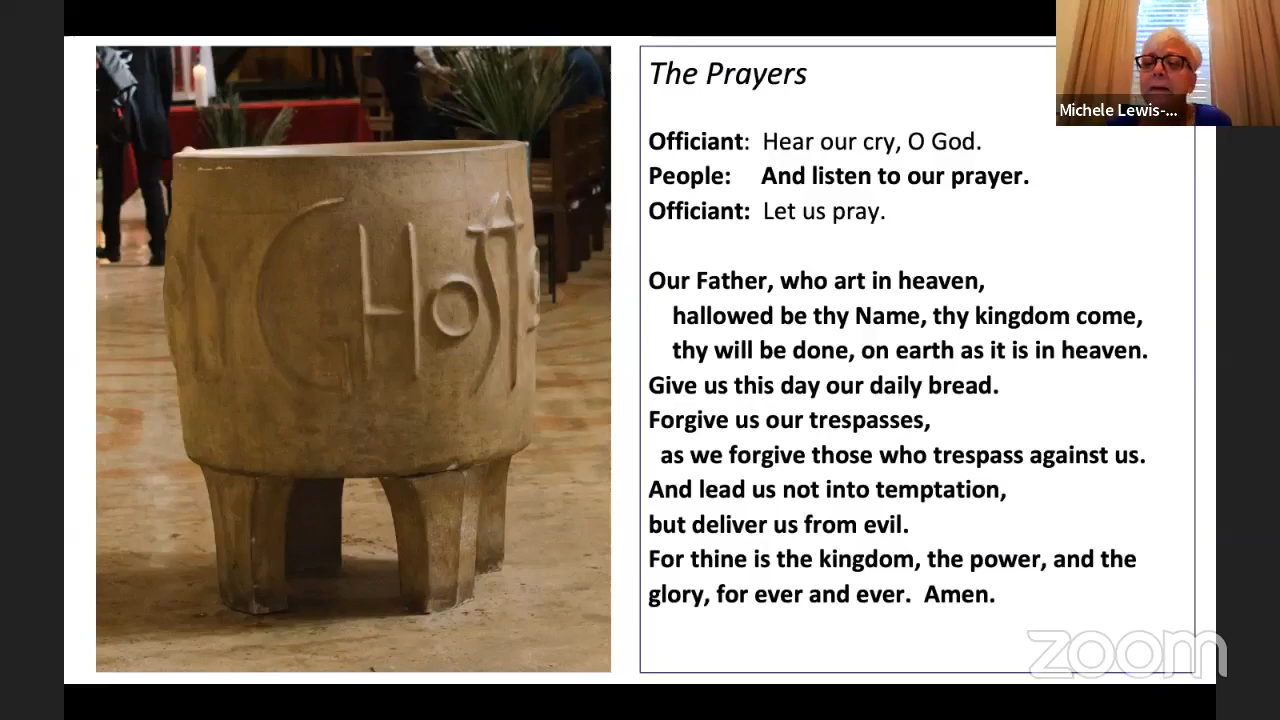 GHOST
The Prayers
Officiant: Hear our cry, O God.
People: And listen to our prayer.
Officiant: Let us pray.
Our Father, who art in heaven,
hallowed be thy Name, thy kingdom come,
thy will be done, on earth as it is in heaven.
Give us this day our daily bread.
Forgive us our trespasses,
as we forgive those who trespass against us.
And lead us not into temptation,
but deliver us from evil.
For thine is the kingdom, the power, and the
glory, for ever and ever. Amen.
Michele Lewis-...
zoom